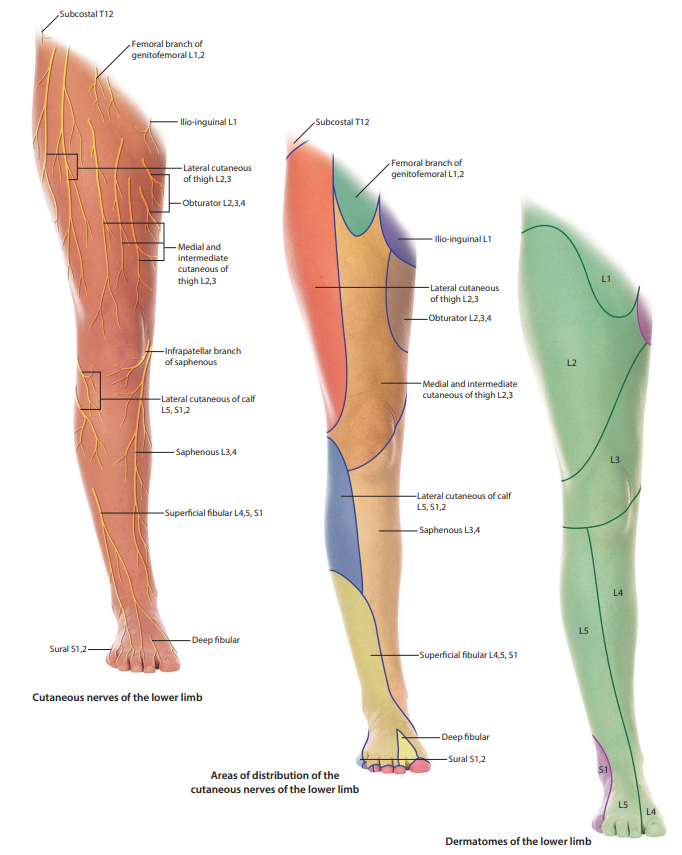 Subcostal T12
Femoral branch of
genitofemoral L1,2
Ilio-inguinal L1
Lateral cutaneous
of thigh L2,3
Obturator L2,3,4
Medial and
intermediate
cutaneous of
thigh L2,3
Infrapatellar branch
of saphenous
Lateral cutaneous of calf
L5, S1,2
Saphenous L3,4
Superficial fibular L4,5, S1
Deep fibular
Sural S1,2
Cutaneous nerves of the lower limb
Subcostal T12
Femoral branch of
genitofemoral L1,2
Ilio-inguinal L1
Lateral cutaneous
of thigh L2,3
Obturator L2,3,4
Medial and intermediate
cutaneous of thigh L2,3
Lateral cutaneous of calf
L5, S1,2
Saphenous L3,4
Superficial fibular L4,5, S1
Deep fibular
Sural S1,2
Areas of distribution of the
cutaneous nerves of the lower limb
L1
L2
L3
L4
L5
S1
L5
L4
Dermatomes of the lower limb